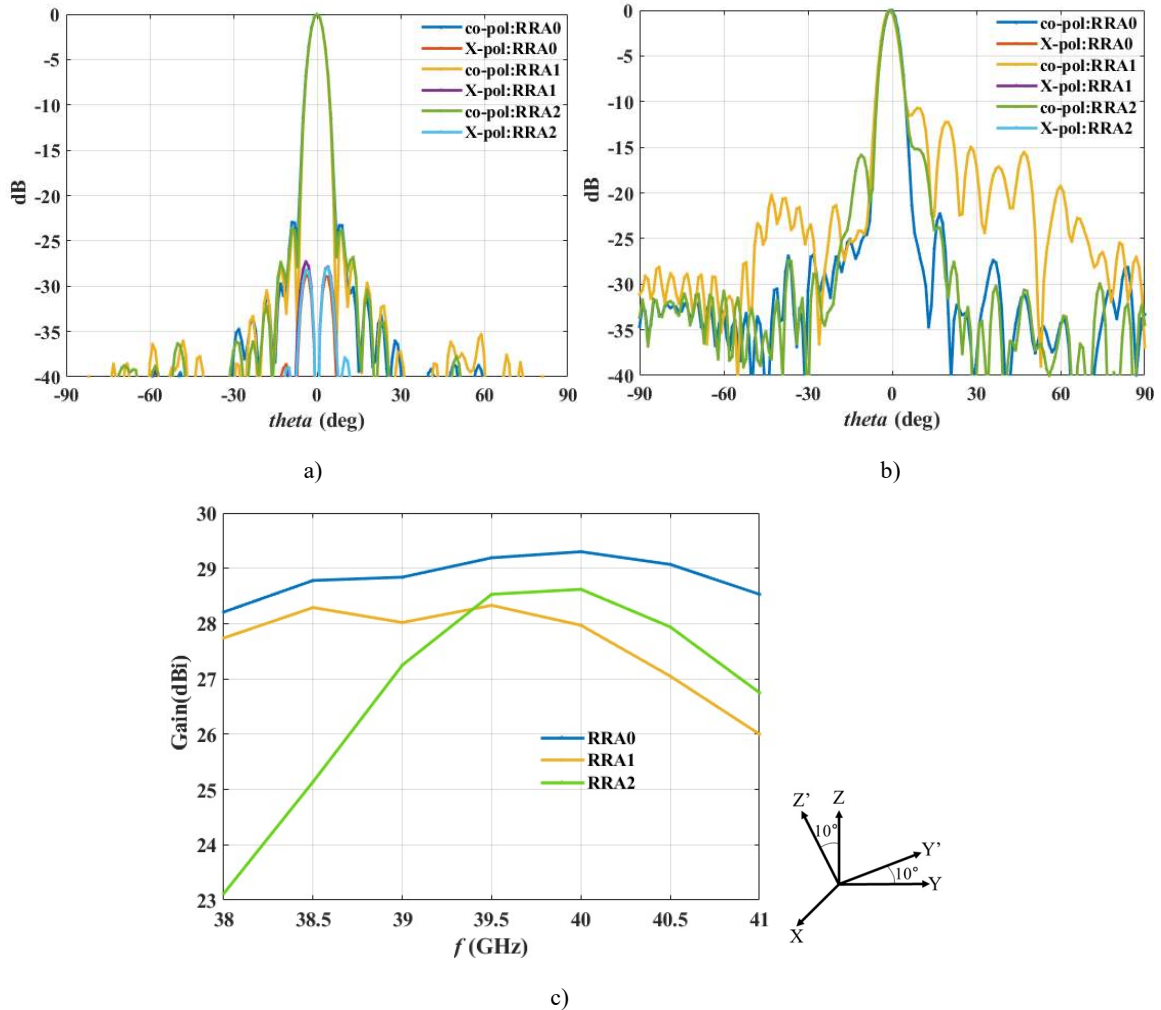 0
-5
-10
-15
-20
-25
-30
-35
-40
dB
-90 -60 -30 0 30 60 90
theta (deg)
co-pol:RRA0
X-pol:RRA0
co-pol:RRA1
X-pol:RRA1
co-pol:RRA2
X-pol:RRA2
a)
0
-5
-10
-15
-20
-25
-30
-35
-40
dB
-90 -60 -30 0 30 60 90
theta (deg)
co-pol:RRA0
X-pol:RRA0
co-pol:RRA1
X-pol:RRA1
co-pol:RRA2
X-pol:RRA2
b)
30
29
28
27
26
25
24
23
Gain(dBi)
38 38.5 39 39.5 40 40.5 41
f (GHz)
RRA0
RRA1
RRA2
Z’ Z
10°
Y’
10°
Y
X
c)